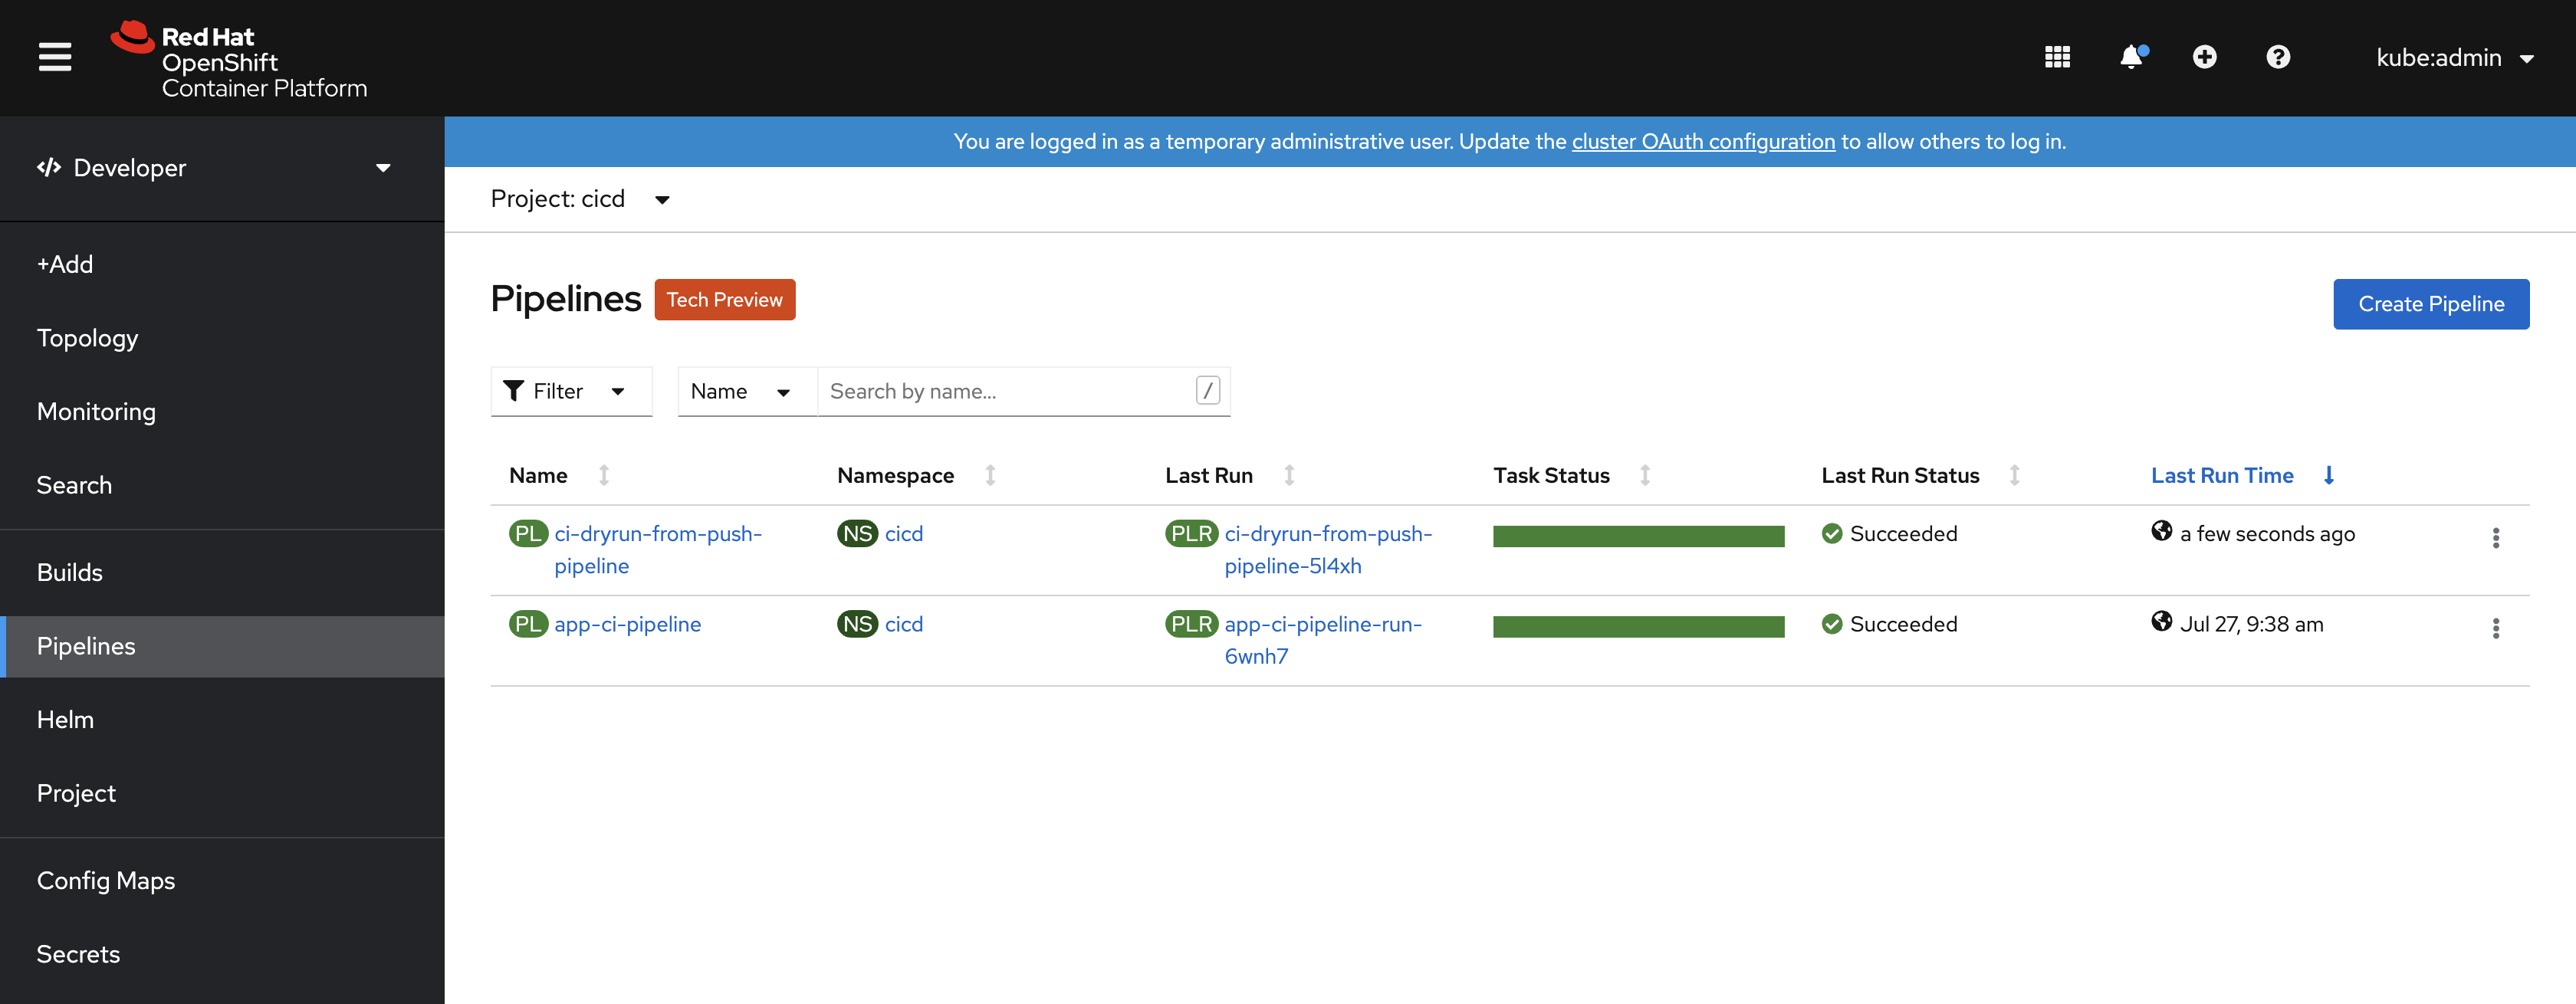 Red Hat
OpenShift
Container Platform
kube:admin
Developer
You are logged in as a temporary administrative user. Update the cluster OAuth configuration to allow others to log in.
Project: cicd
+Add
Topology
Monitoring
Search
Builds
Pipelines
Helm
Project
Config Maps
Secrets
Pipelines Tech Preview
Create Pipeline
Filter Name Search by name... /
Name Namespace Last Run Task Status Last Run Status Last Run Time
PL ci-dryrun-from-push- NS cicd PLR ci-dryrun-from-push- Succeeded a few seconds ago
pipeline pipeline-5l4xh
PL app-ci-pipeline NS cicd PLR app-ci-pipeline-run- Succeeded Jul 27, 9:38 am
6wnh7